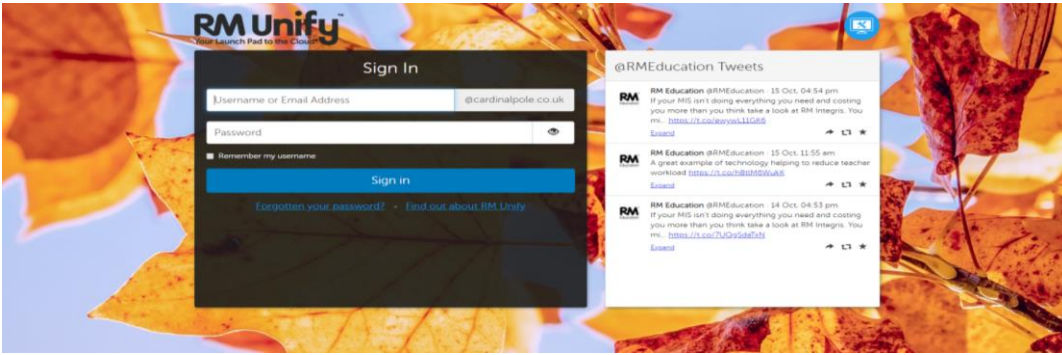 RM Unify™
Your Launch Pad to the Cloud
Sign In
Username or Email Address
@cardinalpole.co.uk
Password
Remember my username
Sign in
Forgotten your password? • Find out about RM Unify
@RMEducation Tweets
RM Education @RMEducation · 15 Oct, 04:54 pm
If your MIS isn't doing everything you need and costing
you more than you think take a look at RM Integris. You
mi...
Expand
RM Education @RMEducation · 15 Oct, 11:55 am
A great example of technology helping to reduce teacher
workload
Expand
RM Education @RMEducation · 14 Oct, 04:53 pm
If your MIS isn't doing everything you need and costing
you more than you think take a look at RM Integris. You
mi...
Expand